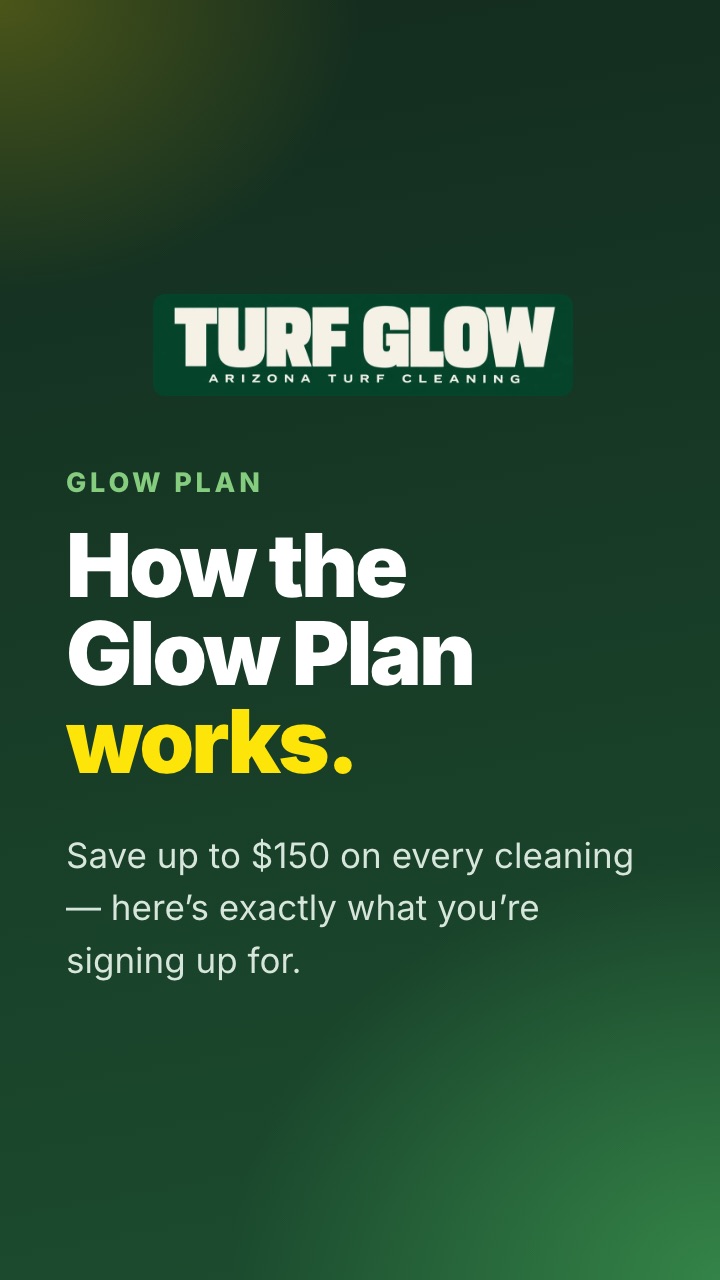 TURF GLOW
ARIZONA TURF CLEANING
GLOW PLAN
How the
Glow Plan
works.
Save up to $150 on every cleaning
— here’s exactly what you’re
signing up for.